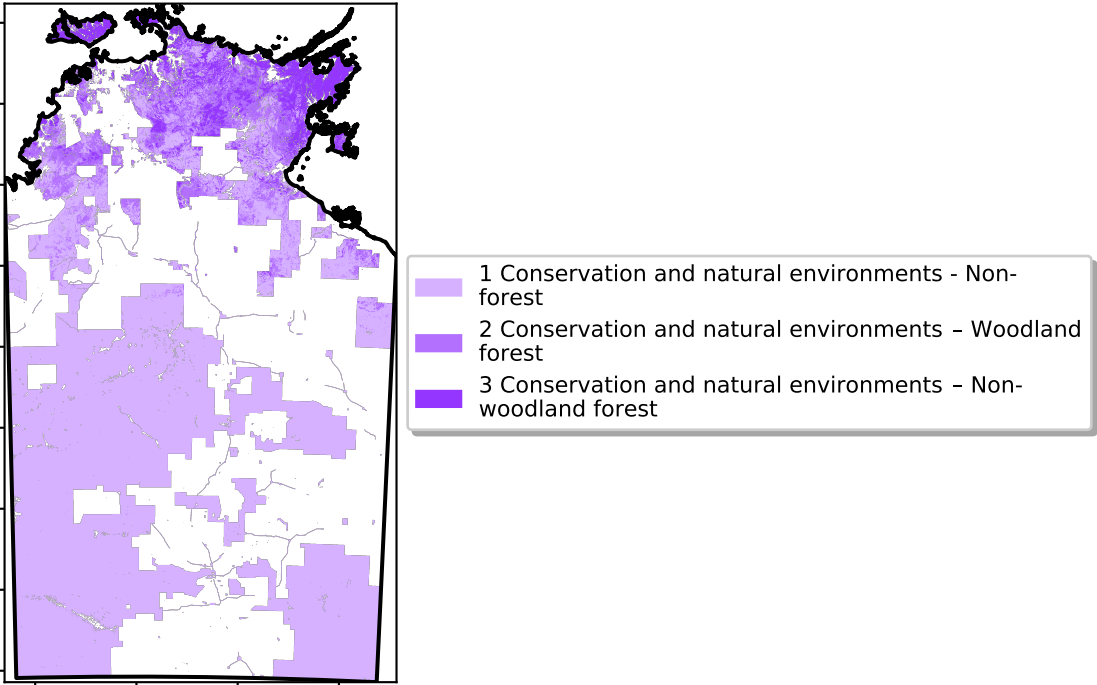 1 Conservation and natural environments - Non-
forest
2 Conservation and natural environments – Woodland
forest
3 Conservation and natural environments – Non-
woodland forest